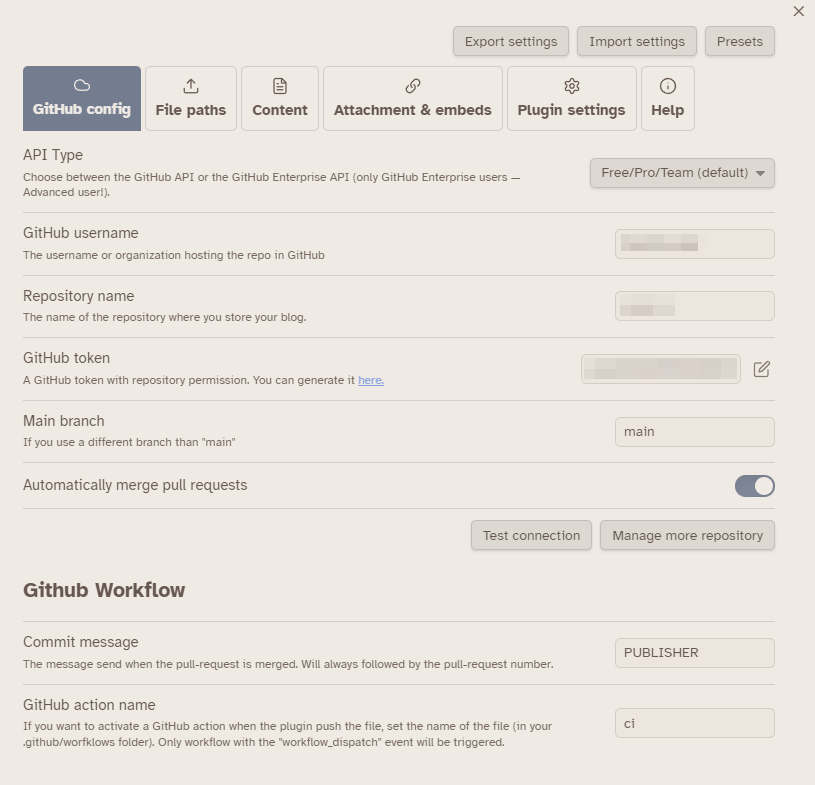 Export settings
Import settings
Presets
GitHub config
File paths
Content
Attachment & embeds
Plugin settings
Help
API Type
Choose between the GitHub API or the GitHub Enterprise API (only GitHub Enterprise users —
Advanced user!).
Free/Pro/Team (default)
GitHub username
The username or organization hosting the repo in GitHub
Repository name
The name of the repository where you store your blog.
GitHub token
A GitHub token with repository permission. You can generate it here.
Main branch
If you use a different branch than "main"
main
Automatically merge pull requests
Test connection
Manage more repository
Github Workflow
Commit message
The message send when the pull-request is merged. Will always followed by the pull-request number.
PUBLISHER
GitHub action name
If you want to activate a GitHub action when the plugin push the file, set the name of the file (in your
.github/worfklows folder). Only workflow with the "workflow_dispatch" event will be triggered.
ci